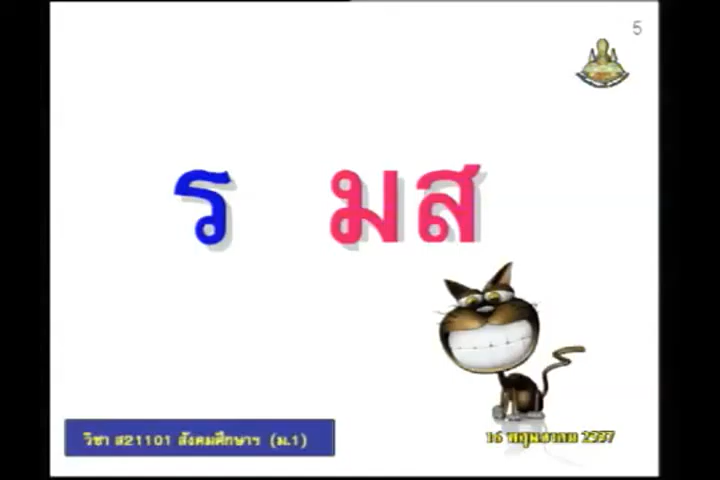 5
ร มส
วิชา ส21101 สังคมศึกษาฯ (ม.1)
16 พฤษภาคม 2557